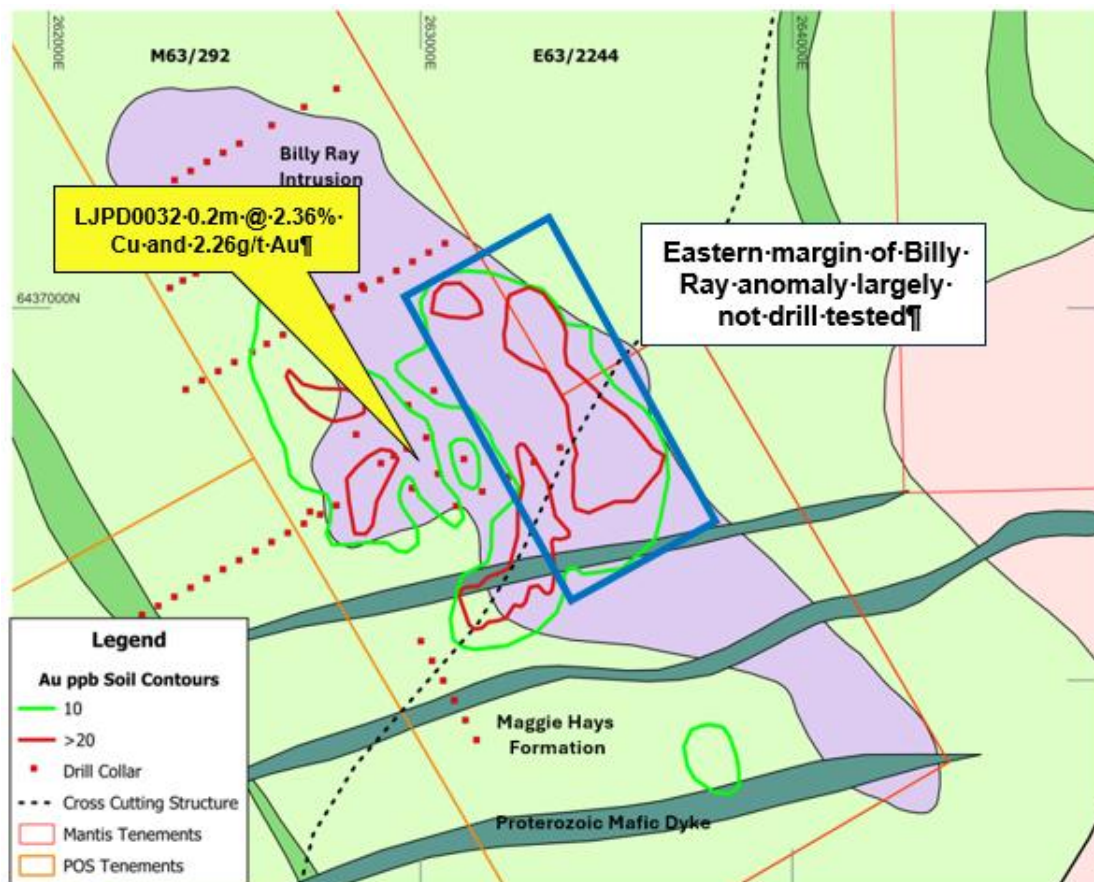 262000E
263000E
264000E
M63/292
E63/2244
Billy Ray
Intrusion
LJPD0032·0.2m·@·2.36%·
Cu·and·2.26g/t·Au¶
Eastern·margin·of·Billy·
Ray·anomaly·largely·
not·drill·tested¶
6437000N
Legend
Au ppb Soil Contours
10
>20
Drill Collar
Cross Cutting Structure
Mantis Tenements
POS Tenements
Maggie Hays
Formation
Proterozoic Mafic Dyke